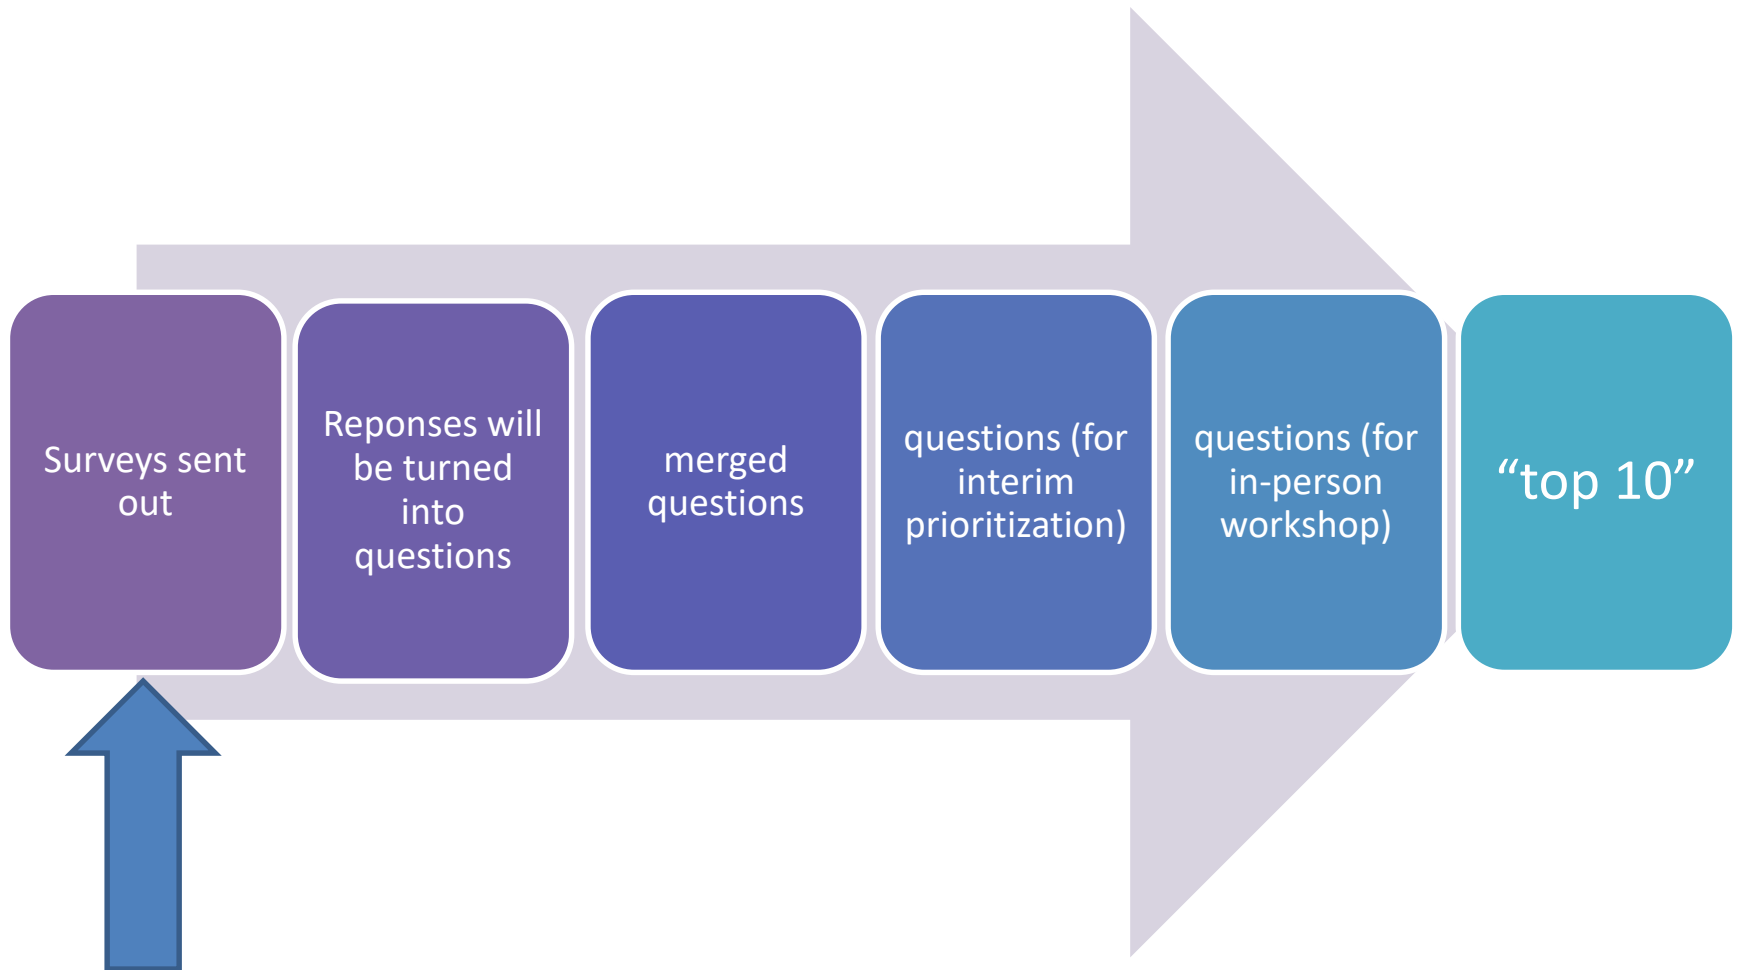 Surveys sent
out
Reponses will
be turned
into
questions
merged
questions
questions (for
interim
prioritization)
questions (for
in-person
workshop)
“top 10”